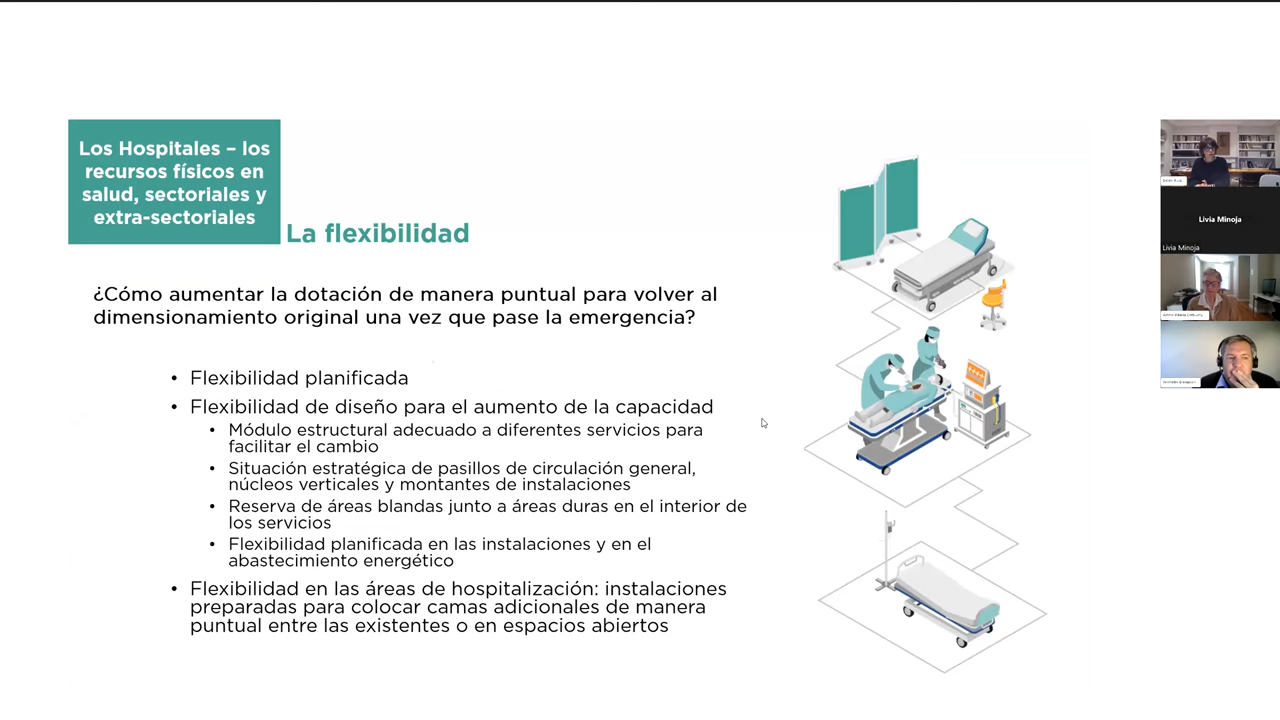 Los Hospitales – los
recursos físicos en
salud, sectoriales y
extra-sectoriales
La flexibilidad
¿Cómo aumentar la dotación de manera puntual para volver al
dimensionamiento original una vez que pase la emergencia?
• Flexibilidad planificada
• Flexibilidad de diseño para el aumento de la capacidad
• Módulo estructural adecuado a diferentes servicios para
facilitar el cambio
• Situación estratégica de pasillos de circulación general,
núcleos verticales y montantes de instalaciones
• Reserva de áreas blandas junto a áreas duras en el interior de
los servicios
• Flexibilidad planificada en las instalaciones y en el
abastecimiento energético
• Flexibilidad en las áreas de hospitalización: instalaciones
preparadas para colocar camas adicionales de manera
puntual entre las existentes o en espacios abiertos
Livia Minoja
Livia Minoja